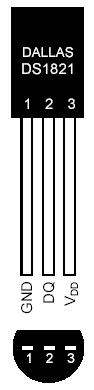 DALLAS
DS1821
1 2 3
GND
DQ
VDD
1 2 3